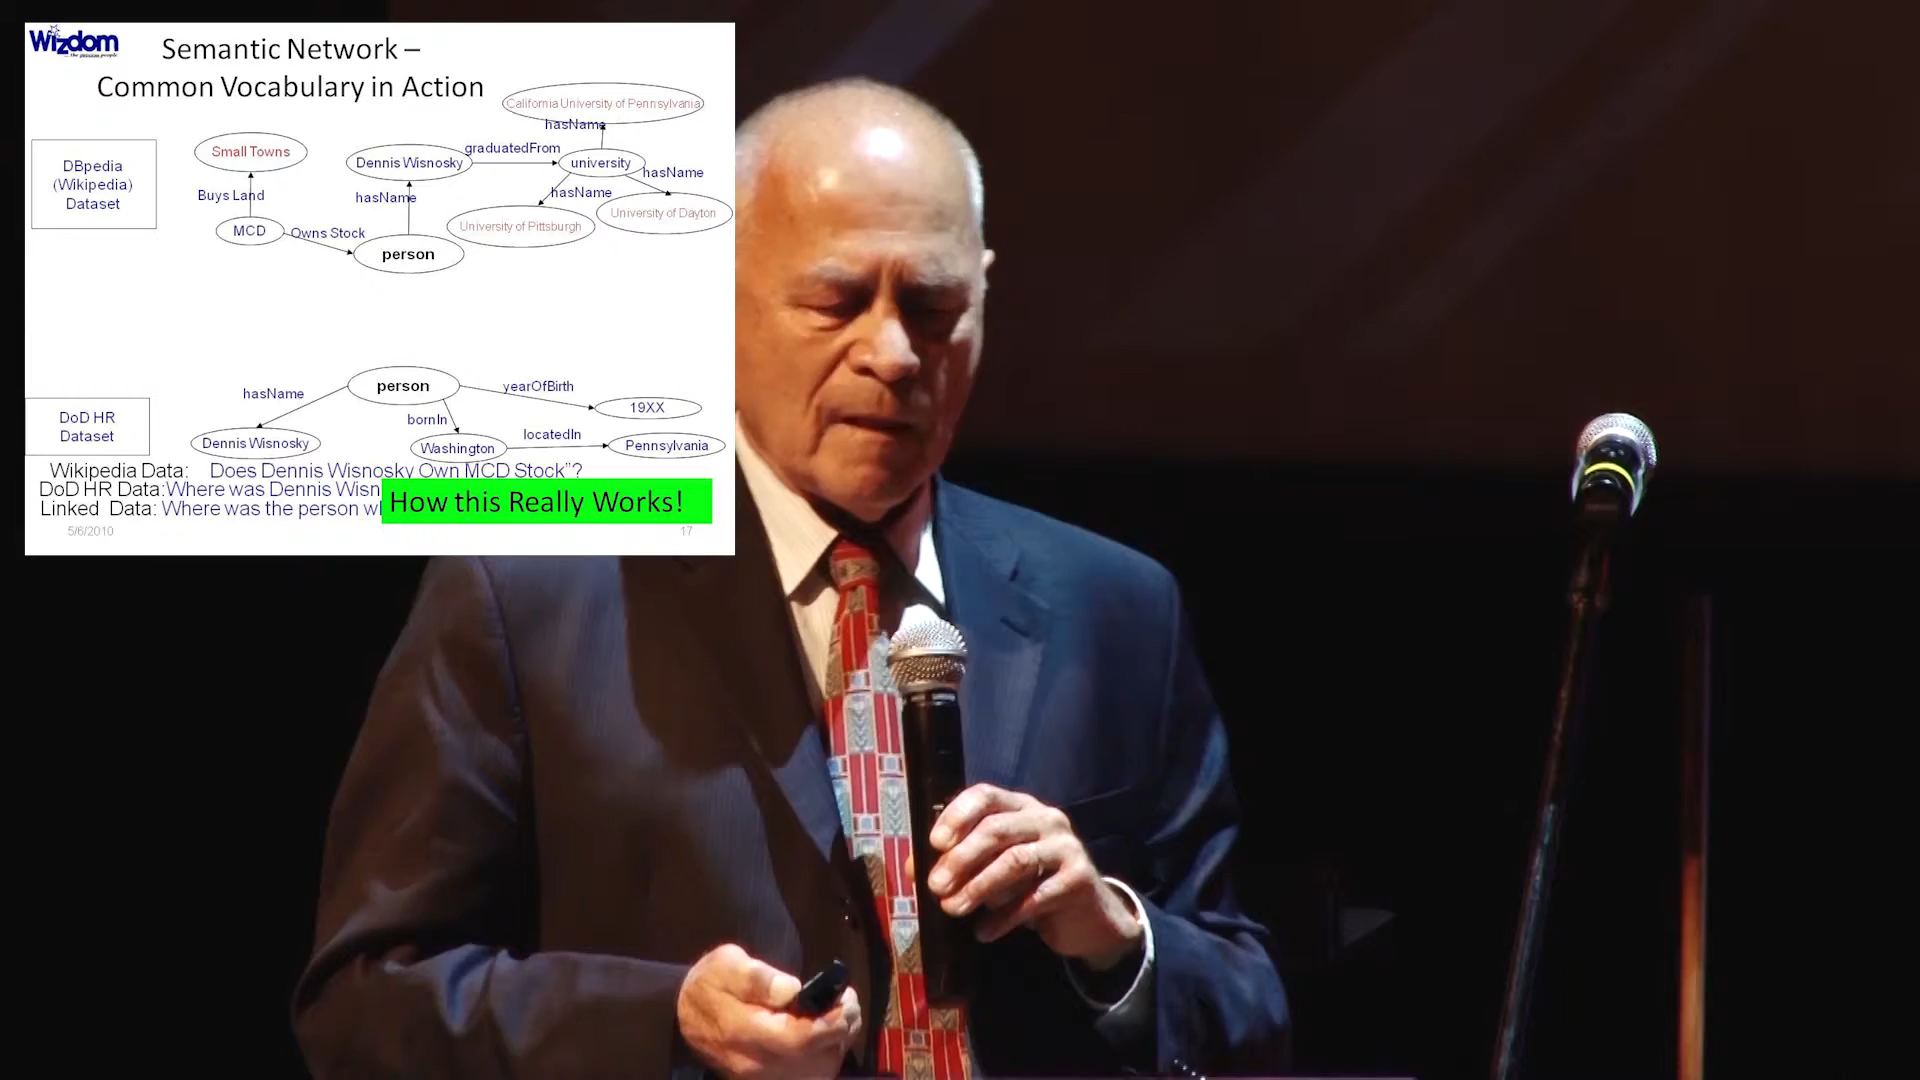 Wizdom
Semantic Network –
Common Vocabulary in Action
California University of Pennsylvania
hasName
DBpedia
(Wikipedia)
Dataset
Small Towns
Buys Land
MCD
Owns Stock
Dennis Wisnosky
graduatedFrom
university
hasName
hasName
hasName
University of Pittsburgh
University of Dayton
person
DoD HR
Dataset
person
hasName
yearOfBirth
19XX
bornIn
Dennis Wisnosky
Washington
locatedIn
Pennsylvania
Wikipedia Data: Does Dennis Wisnosky Own MCD Stock"?
DoD HR Data:Where was Dennis Wisn
Linked Data: Where was the person wh
How this Really Works!
5/6/2010
17